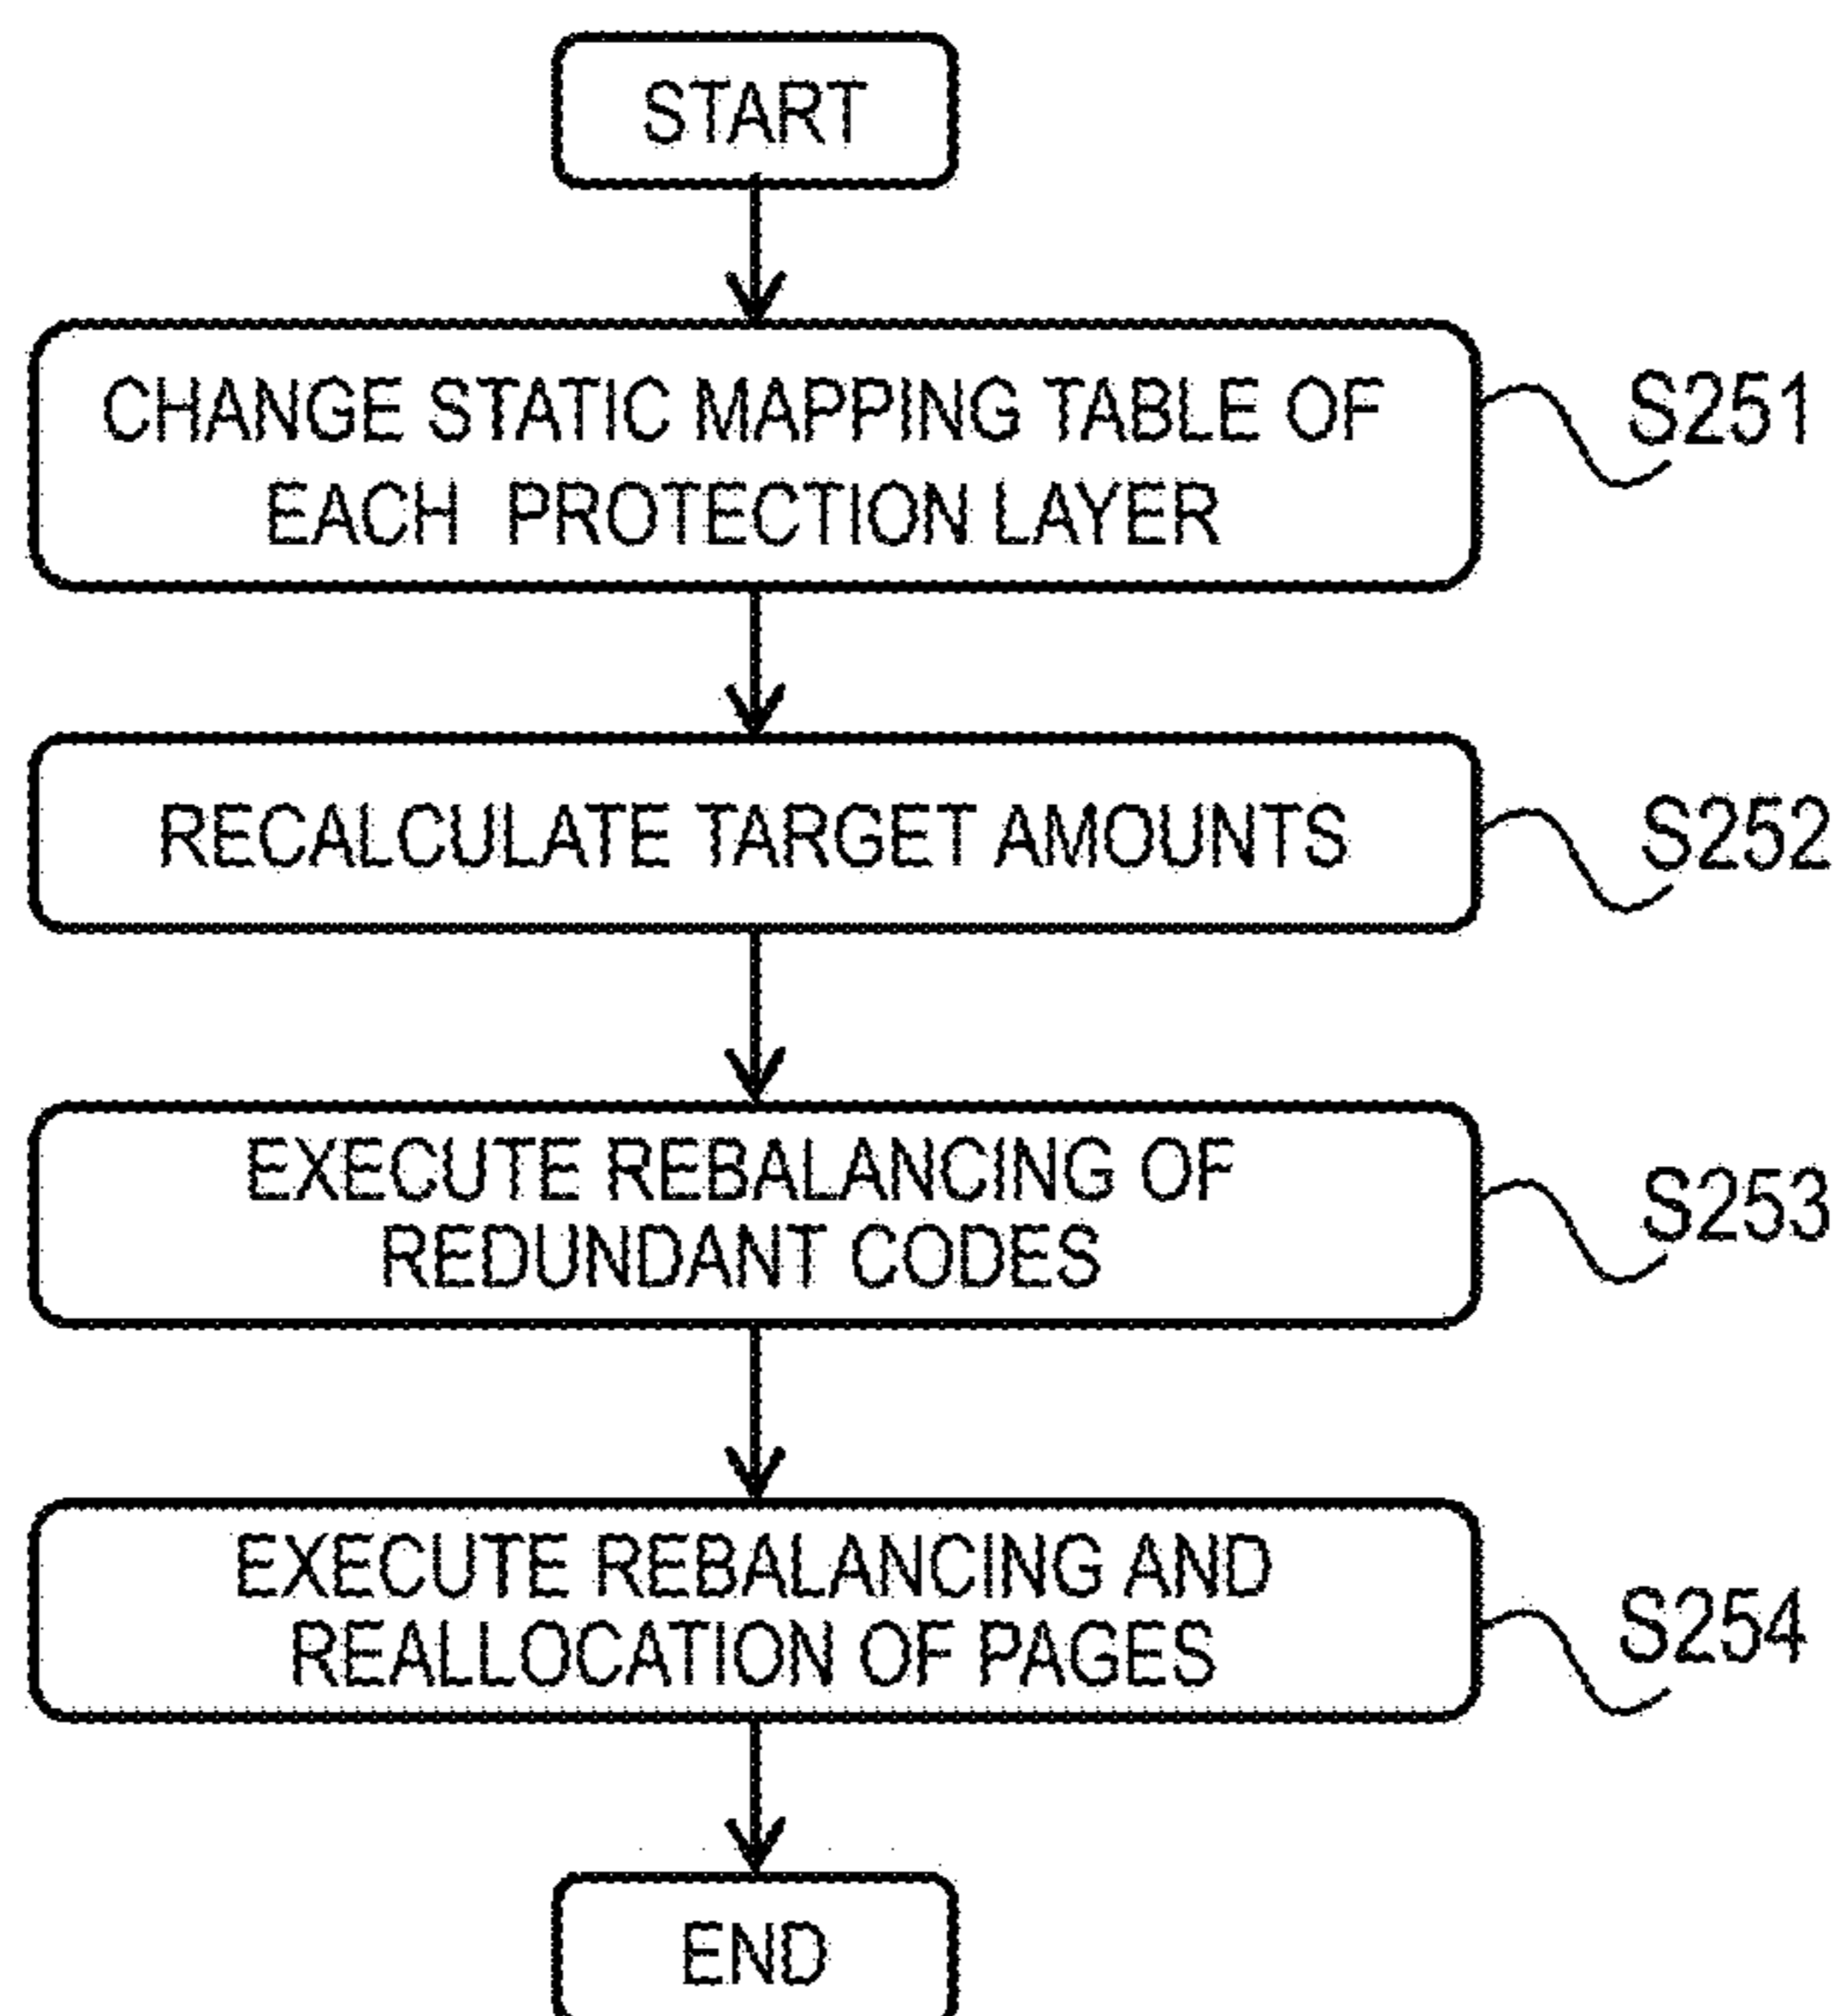 START
CHANGE STATIC MAPPING TABLE OF
EACH PROTECTION LAYER
S251
RECALCULATE TARGET AMOUNTS
S252
EXECUTE REBALANCING OF
REDUNDANT CODES
S253
EXECUTE REBALANCING AND
REALLOCATION OF PAGES
S254
END